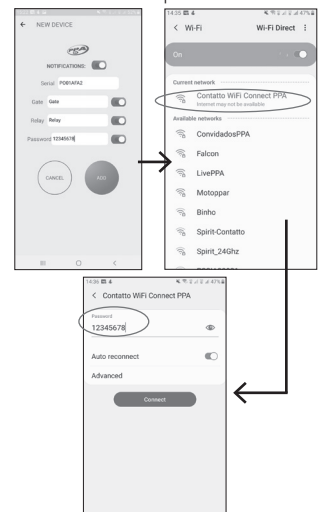 NEW DEVICE
PPA
NOTIFICATIONS:
Serial P0B1AFA2
Gate Gate
Relay Relay
Password 12345678
CANCEL
ADD
14:35 47%
Wi-Fi Wi-Fi Direct
On
Current network
Contatto WiFi Connect PPA
Internet may not be available
Available networks
ConvidadosPPA
Falcon
LivePPA
Motoppar
Binho
Spirit-Contatto
Spirit_24Ghz
14:35 47%
Contatto WiFi Connect PPA
Password
12345678
Auto reconnect
Advanced
Connect